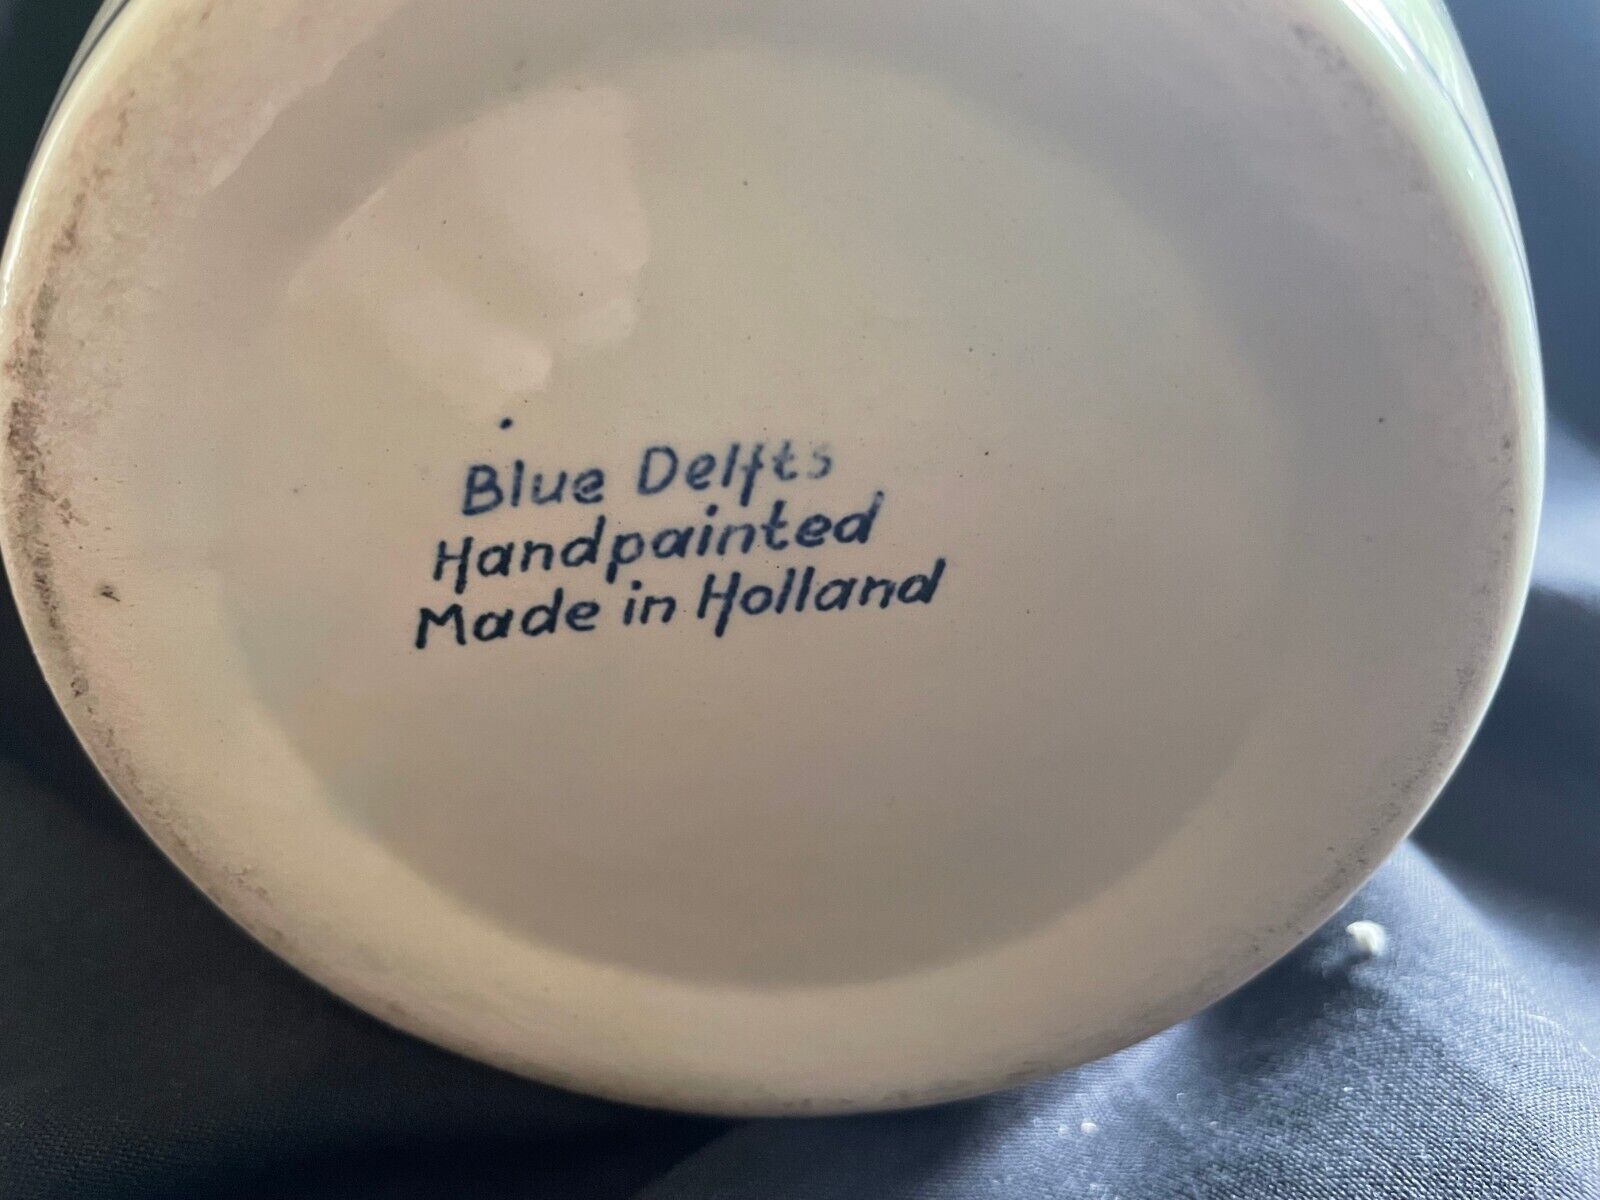 Blue Delfts
Handpainted
Made in Holland